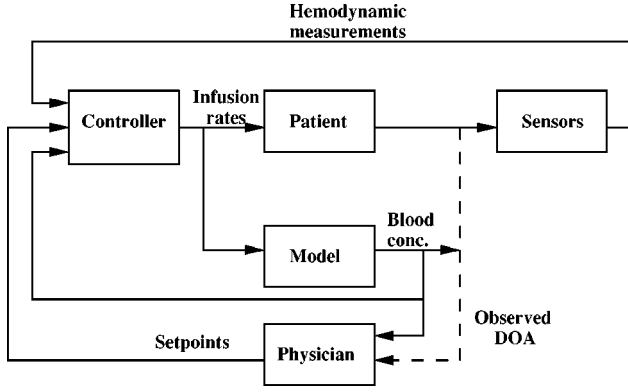 Hemodynamic
measurements
Controller
Infusion
rates
Patient
Sensors
Model
Blood
conc.
Setpoints
Physician
Observed
DOA